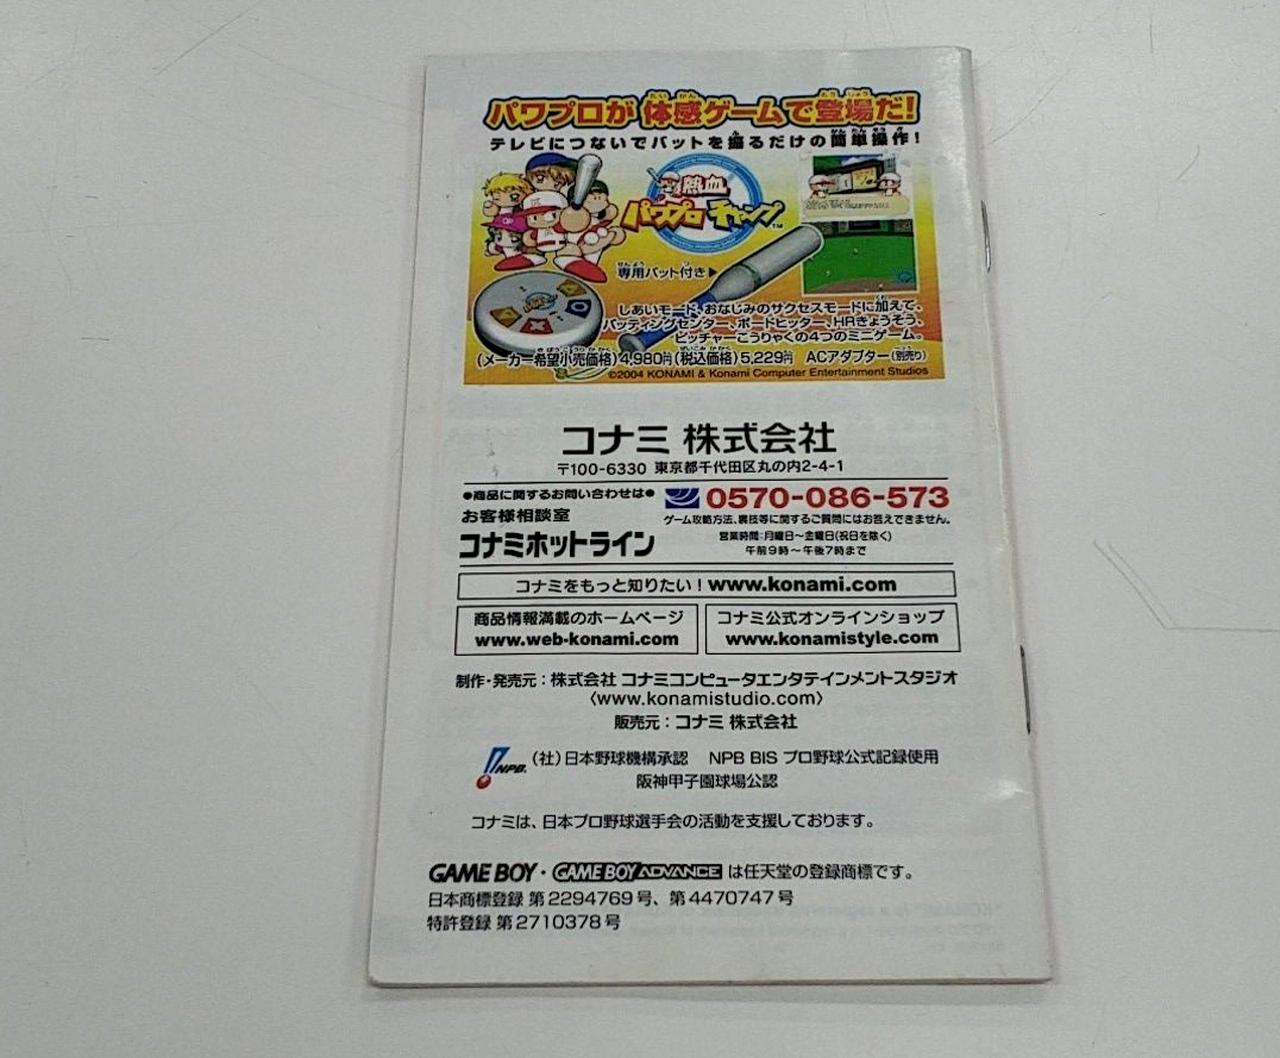 パワプロが体感ゲームで登場だ!
テレビにつないでバットを振るだけの簡単操作!
熱血
パワプロチャンプ™
専用バット付き▶
しあいモード、おなじみのサクセスモードに加えて、
バッティングセンター、ボードヒッター、HRきょうそう、
ピッチャーこうりゃくの4つのミニゲーム。
(メーカー希望小売価格)4,980円(税込価格)5,229円 ACアダプター(別売り)
©2004 KONAMI & Konami Computer Entertainment Studios
コナミ 株式会社
〒100-6330 東京都千代田区丸の内2-4-1
●商品に関するお問い合わせは●
お客様相談室
コナミホットライン
0570-086-573
ゲーム攻略方法、裏技等に関するご質問にはお答えできません。
営業時間:月曜日〜金曜日(祝日を除く)
午前9時〜午後7時まで
コナミをもっと知りたい!www.konami.com
商品情報満載のホームページ
www.web-konami.com
コナミ公式オンラインショップ
www.konamistyle.com
制作・発売元:株式会社 コナミコンピュータエンタテインメントスタジオ
〈www.konamistudio.com〉
販売元:コナミ 株式会社
NPB.
(社)日本野球機構承認 NPB BIS プロ野球公式記録使用
阪神甲子園球場公認
コナミは、日本プロ野球選手会の活動を支援しております。
GAME BOY・GAME BOY ADVANCE は任天堂の登録商標です。
日本商標登録 第2294769号、第4470747号
特許登録 第2710378号